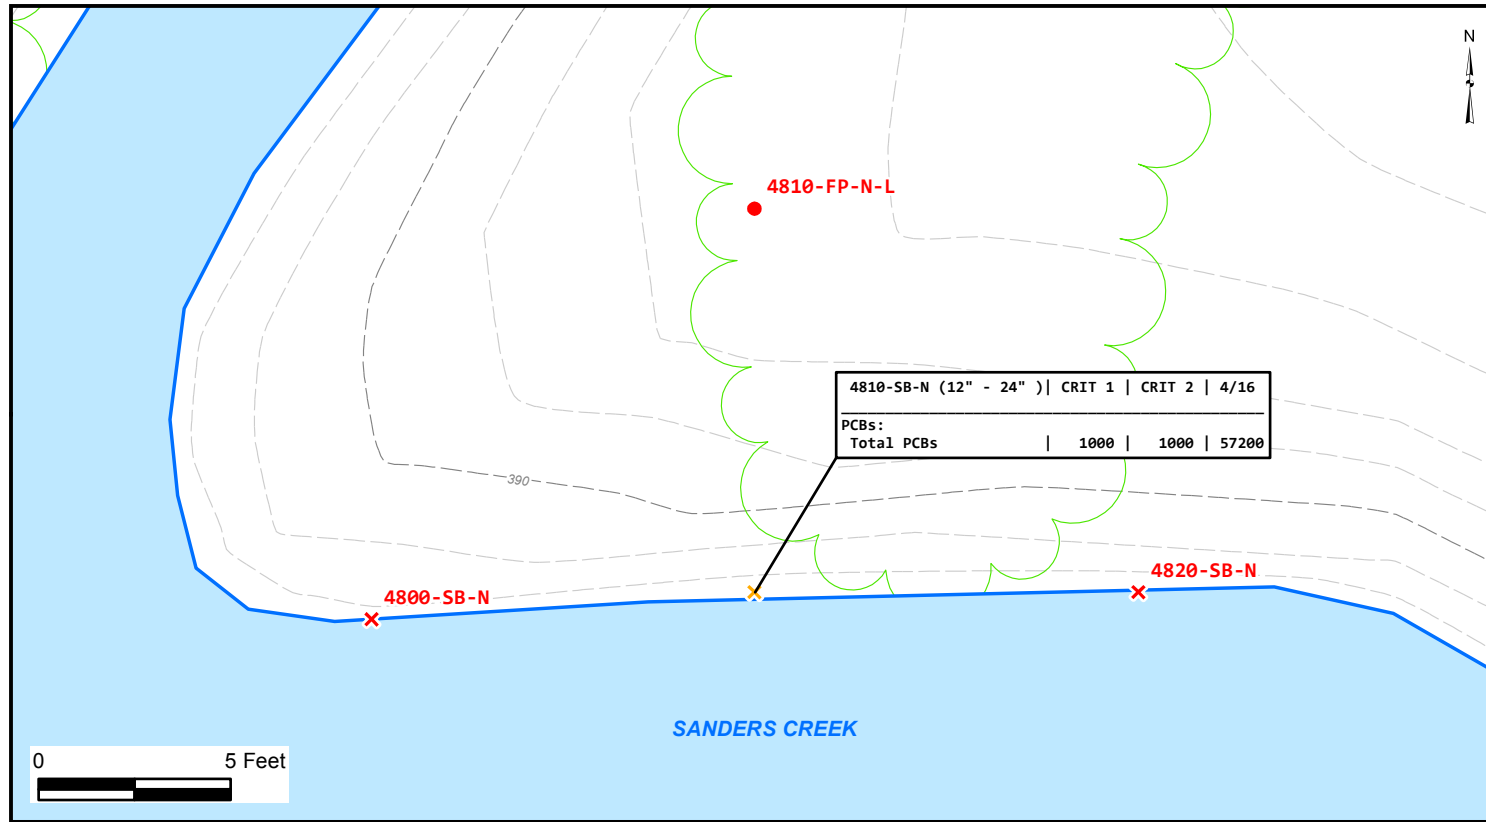 N
4810-FP-N-L
4810-SB-N (12" - 24" )| CRIT 1 | CRIT 2 | 4/16
PCBs:
Total PCBs | 1000 | 1000 | 57200
390
4820-SB-N
4800-SB-N
SANDERS CREEK
0 5 Feet